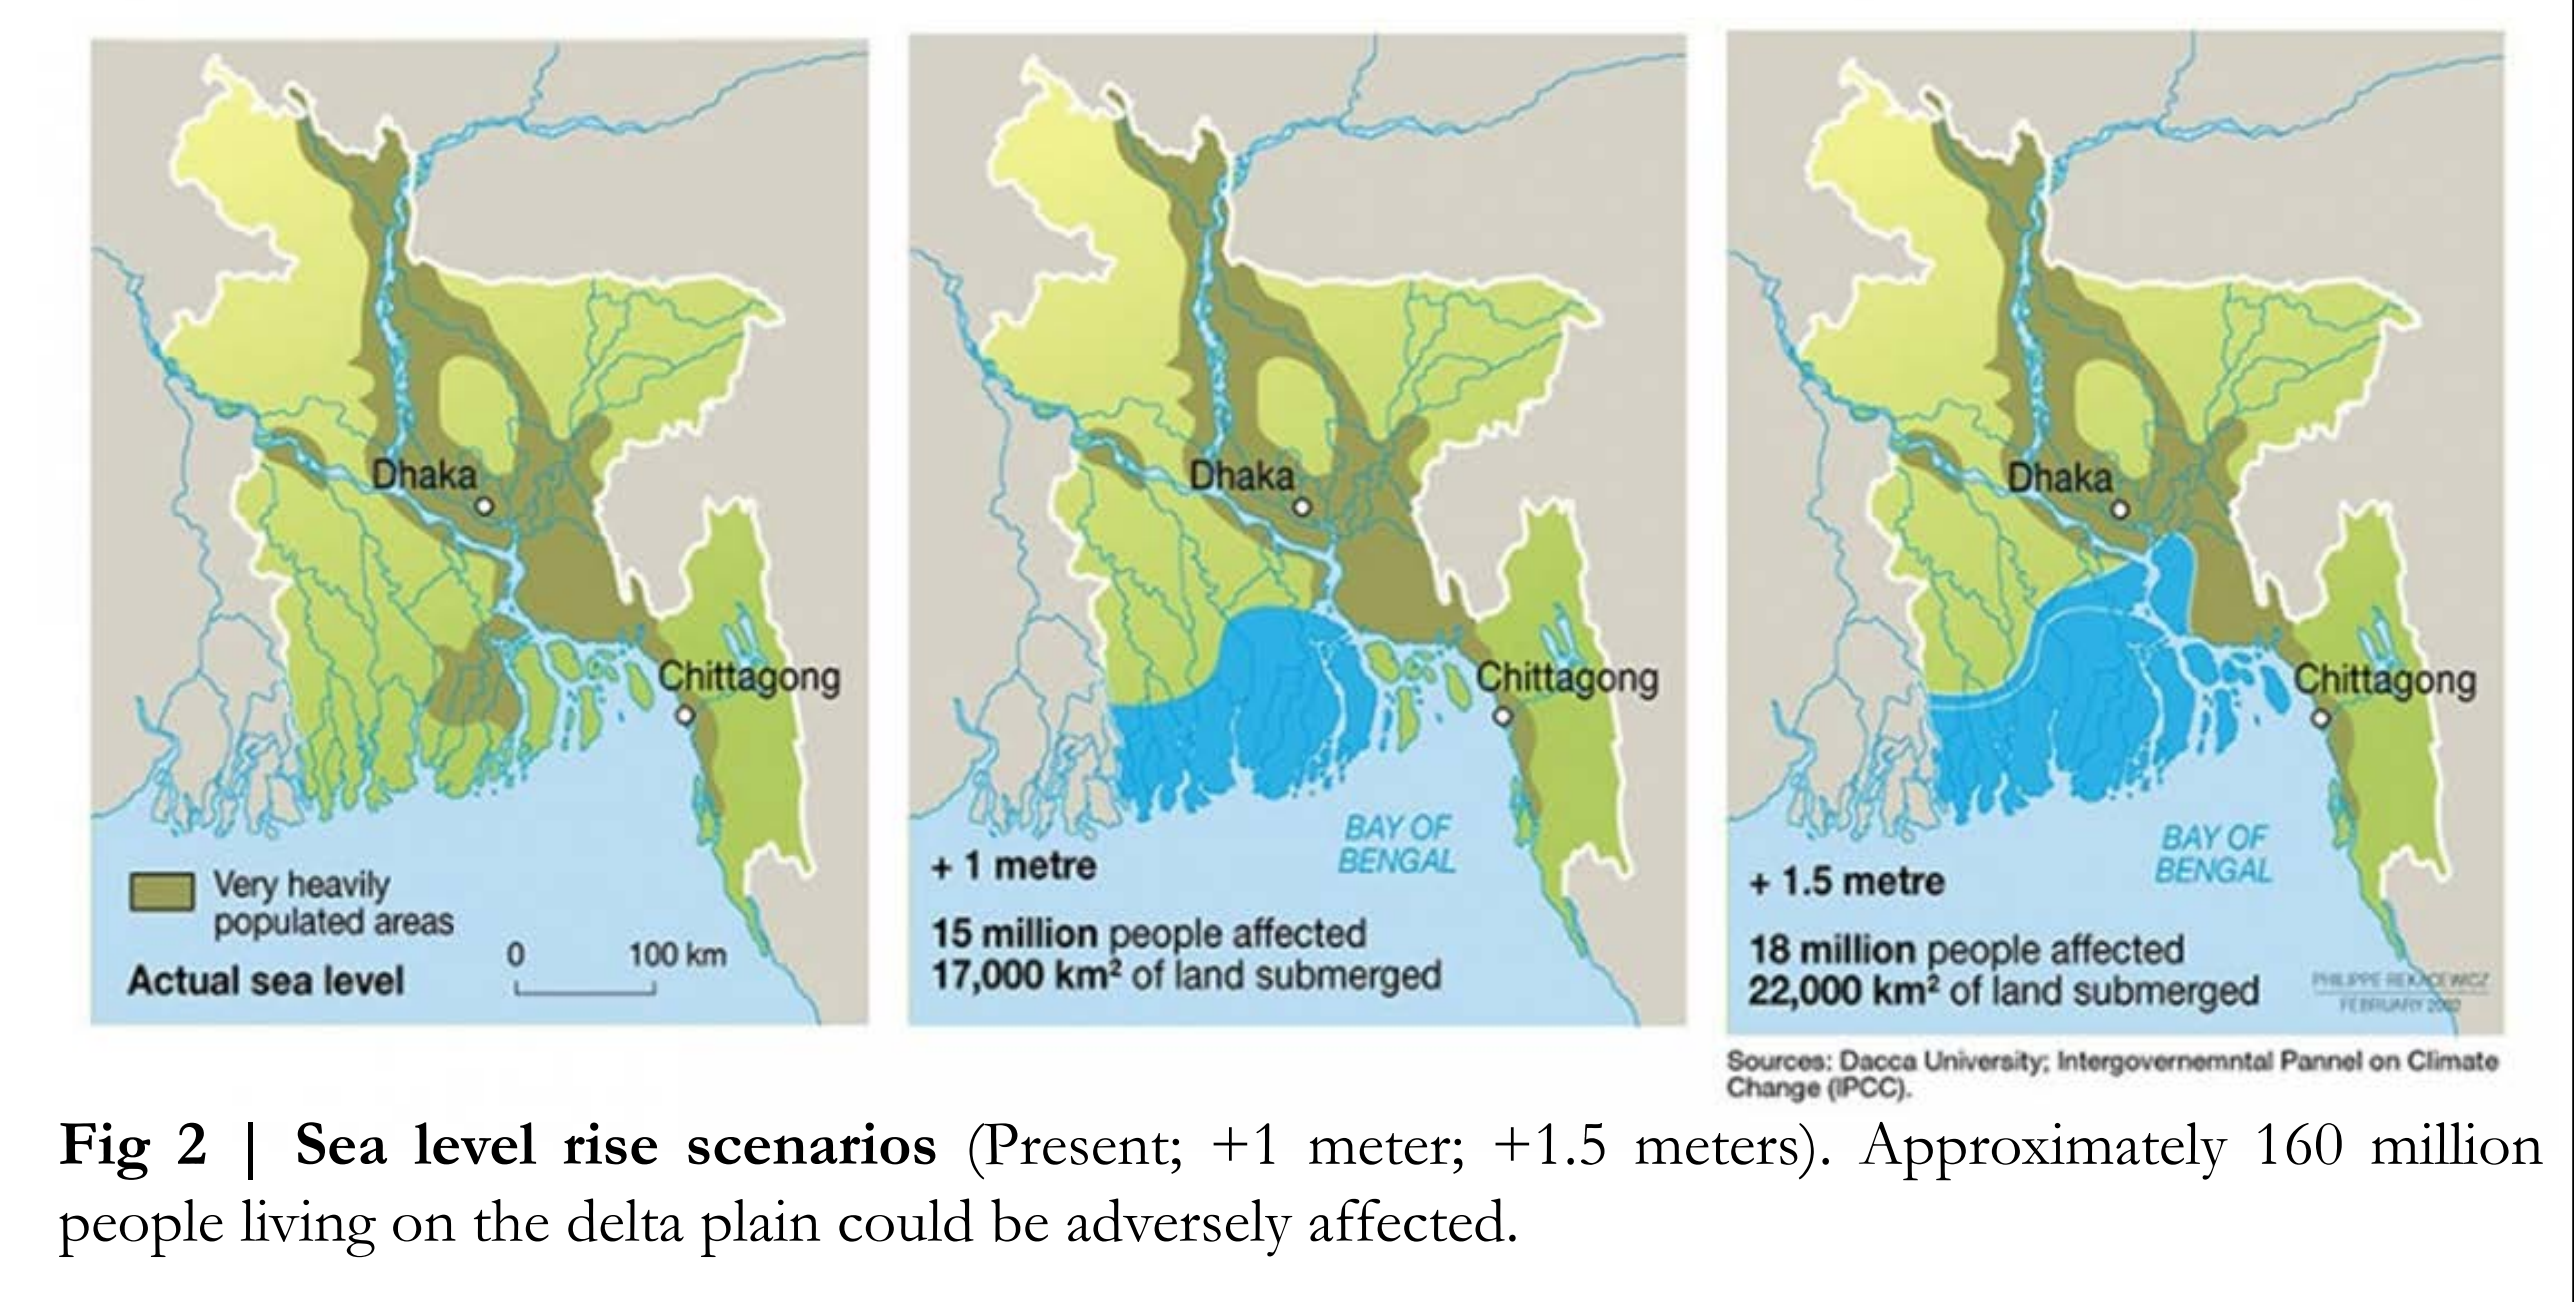 Dhaka
Chittagong
Very heavily
populated areas
0 100 km
Actual sea level
Dhaka
Chittagong
BAY OF
BENGAL
+ 1 metre
15 million people affected
17,000 km² of land submerged
Dhaka
Chittagong
BAY OF
BENGAL
+ 1.5 metre
18 million people affected
22,000 km² of land submerged
PHILIPPE REKACEWICZ
FEBRUARY 2002
Sources: Dacca University; Intergovernemntal Pannel on Climate
Change (IPCC).
Fig 2 | Sea level rise scenarios (Present; +1 meter; +1.5 meters). Approximately 160 million
people living on the delta plain could be adversely affected.